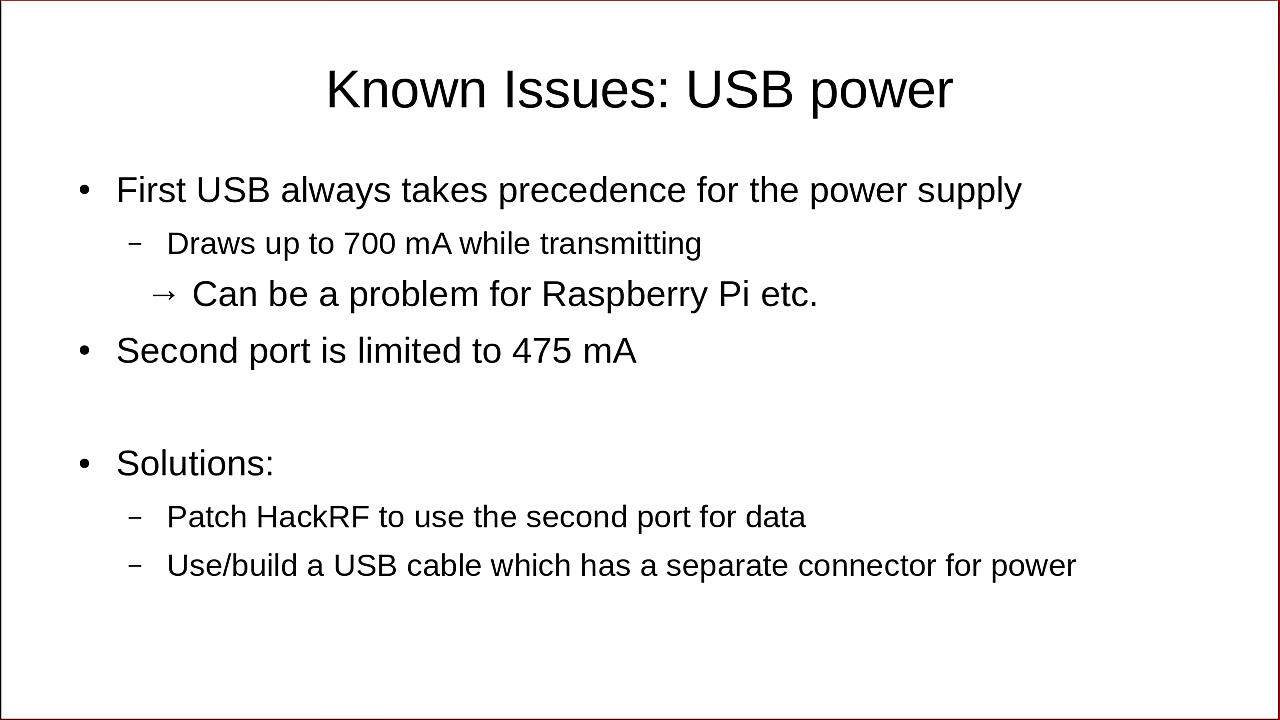 Known Issues: USB power
• First USB always takes precedence for the power supply
– Draws up to 700 mA while transmitting
→ Can be a problem for Raspberry Pi etc.
• Second port is limited to 475 mA
• Solutions:
– Patch HackRF to use the second port for data
– Use/build a USB cable which has a separate connector for power